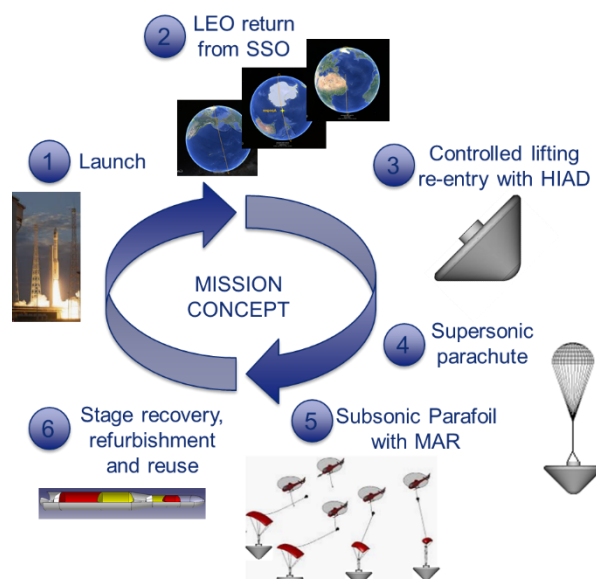 2
LEO return
from SSO
1
Launch
3
Controlled lifting
re-entry with HIAD
MISSION
CONCEPT
4
Supersonic
parachute
6
Stage recovery,
refurbishment
and reuse
5
Subsonic Parafoil
with MAR